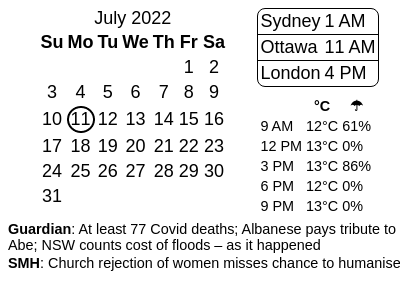 July 2022
Su Mo Tu We Th Fr Sa
1 2
3 4 5 6 7 8 9
10 11 12 13 14 15 16
17 18 19 20 21 22 23
24 25 26 27 28 29 30
31
Sydney 1 AM
Ottawa 11 AM
London 4 PM
°C ☂
9 AM 12°C 61%
12 PM 13°C 0%
3 PM 13°C 86%
6 PM 12°C 0%
9 PM 13°C 0%
Guardian: At least 77 Covid deaths; Albanese pays tribute to
Abe; NSW counts cost of floods – as it happened
SMH: Church rejection of women misses chance to humanise